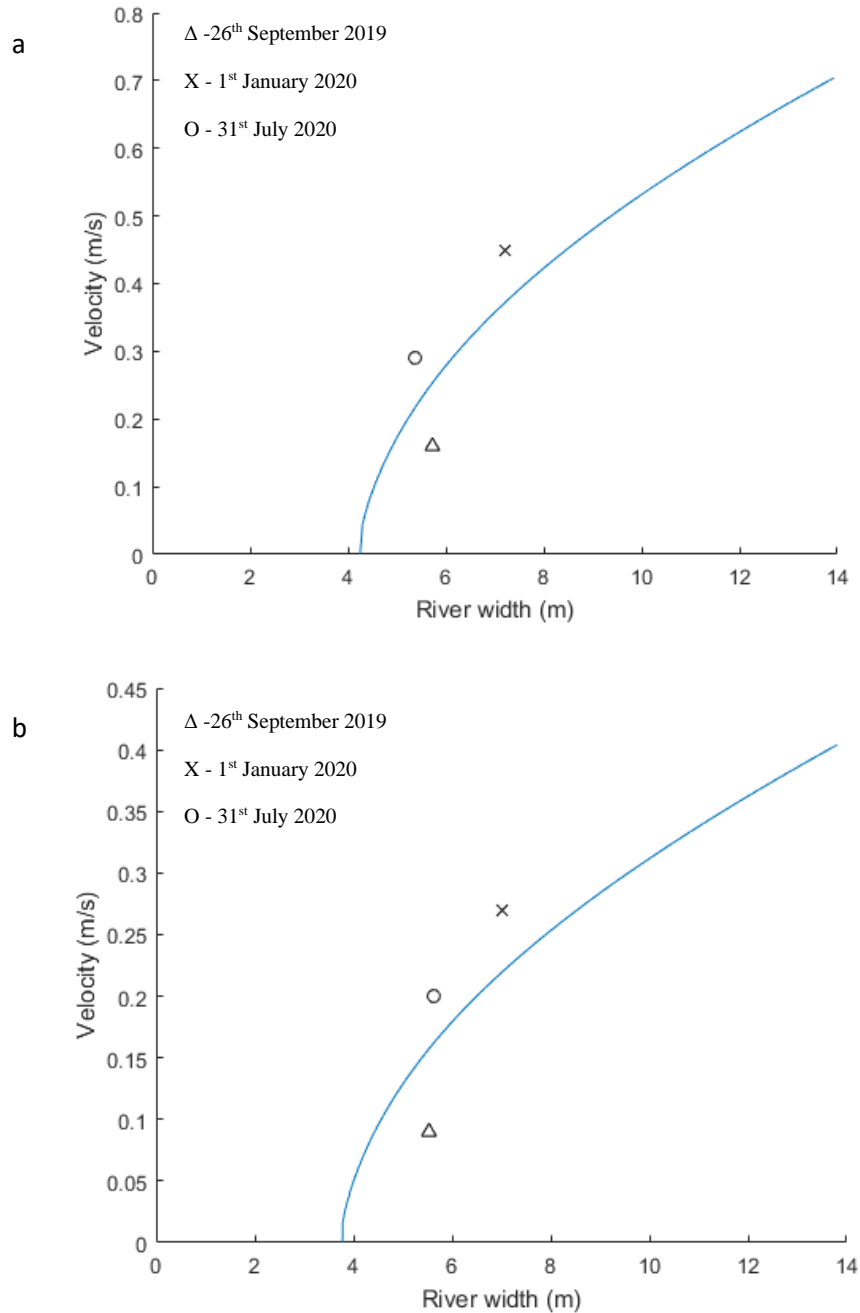 a
Δ -26th September 2019
X - 1st January 2020
O - 31st July 2020
0.8
0.7
0.6
0.5
0.4
0.3
0.2
0.1
0
Velocity (m/s)
0 2 4 6 8 10 12 14
River width (m)
b
Δ -26th September 2019
X - 1st January 2020
O - 31st July 2020
0.45
0.4
0.35
0.3
0.25
0.2
0.15
0.1
0.05
0
Velocity (m/s)
0 2 4 6 8 10 12 14
River width (m)